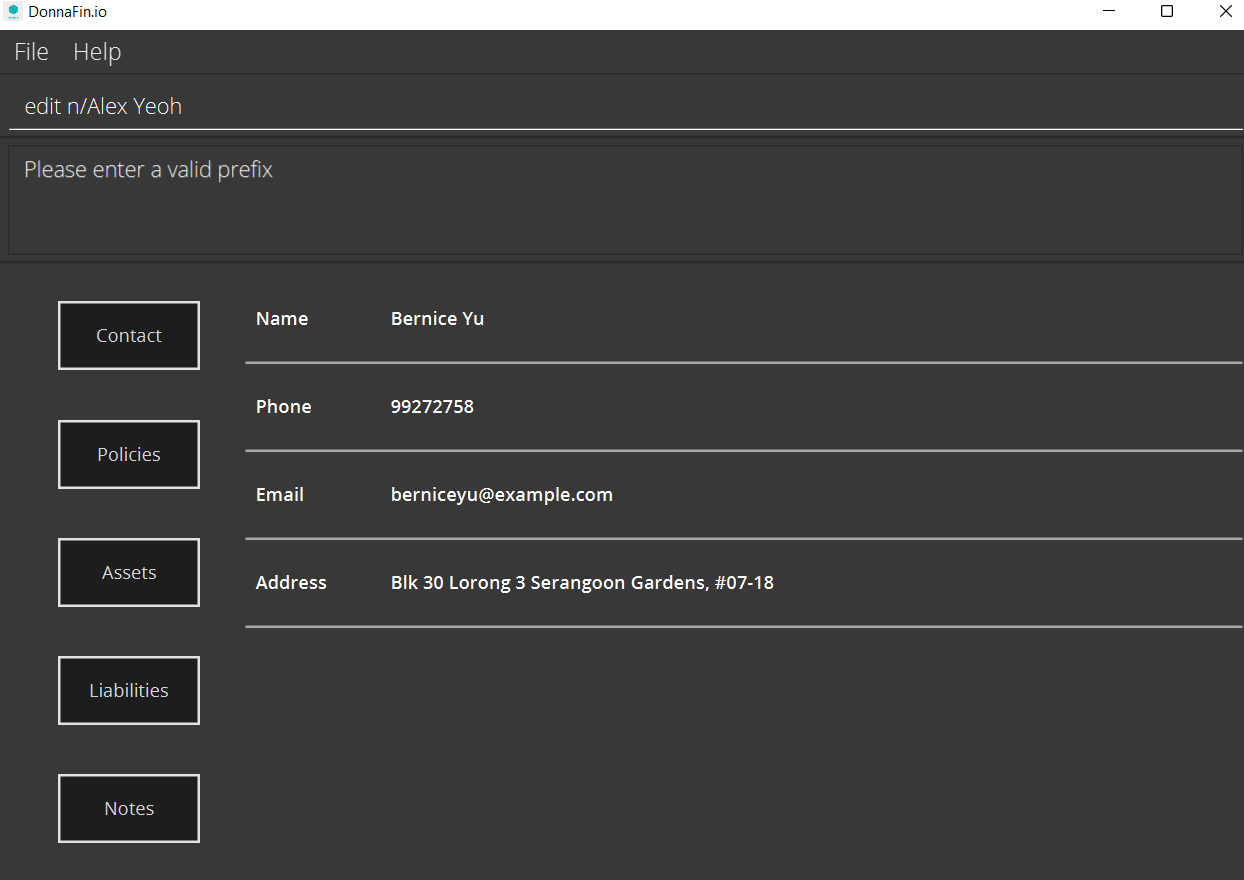 DonnaFin.io
File Help
edit n/Alex Yeoh
Please enter a valid prefix
Contact
Policies
Assets
Liabilities
Notes
Name Bernice Yu
Phone 99272758
Email berniceyu@example.com
Address Blk 30 Lorong 3 Serangoon Gardens, #07-18